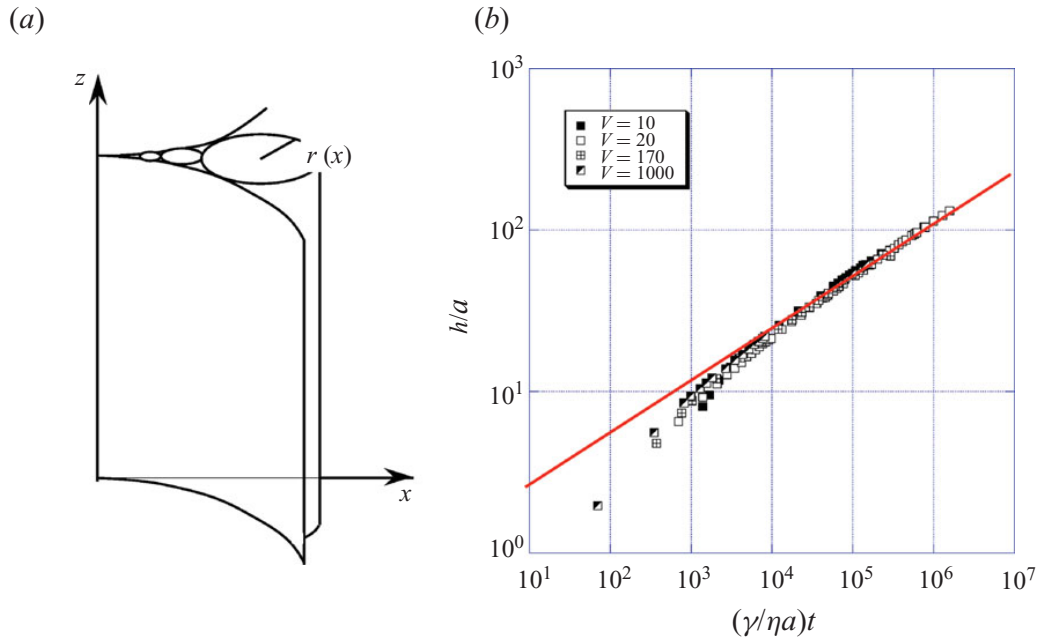 (a)
z
r (x)
x
(b)
10³
10²
10¹
10⁰
h/a
V = 10
V = 20
V = 170
V = 1000
10¹ 10² 10³ 10⁴ 10⁵ 10⁶ 10⁷
(γ/ηa)t